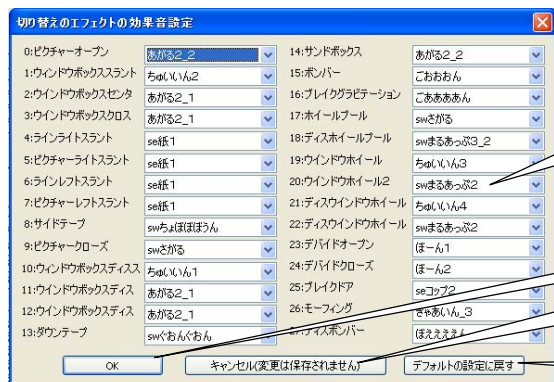 切り替えのエフェクトの効果音設定
0:ピクチャーオープン あがる2_2
1:ウィンドウボックススラント ちゅいいん2
2:ウインドウボックスセンタ あがる2_1
3:ウインドウボックスクロス あがる2_1
4:ラインライトスラント se紙1
5:ピクチャーライトスラント se紙1
6:ラインレフトスラント se紙1
7:ピクチャーレフトスラント se紙1
8:サイドテープ swちょぼぼぼうん
9:ピクチャークローズ swさがる
10:ウィンドウボックスディスス ちゅいいん1
11:ウインドウボックスディス あがる2_1
12:ウインドウボックスディス あがる2_1
13:ダウンテープ swぐおんぐおん
14:サンドボックス あがる2_2
15:ボンバー ごおおおん
16:ブレイクグラビテーション ごああああん
17:ホイールプール swさがる
18:ディスホイールプール swまるあっぷ3_2
19:ウインドウホイール ちゅいいん3
20:ウインドウホイール2 swまるあっぷ2
21:ディスウインドウホイール ちゅいいん4
22:ディスウインドウホイール swまるあっぷ2
23:デバイドオープン ぼーん1
24:デバイドクローズ ぼーん2
25:ブレイクドア seコップ2
26:モーフィング きゃあいん_3
27:ディスボンバー ほええええん
OK キャンセル(変更は保存されません) デフォルトの設定に戻す